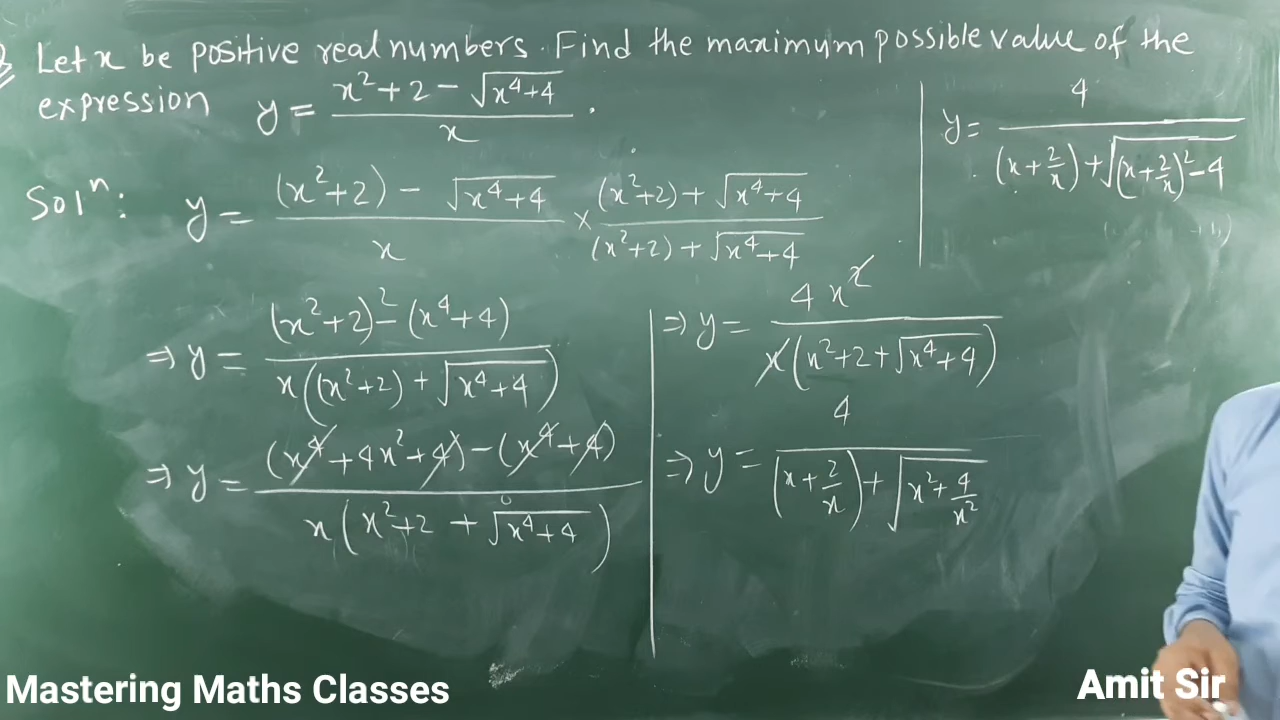 Let x be positive real numbers. Find the maximum possible value of the
expression y = (x²+2 - √(x⁴+4))/x .
Solⁿ: y = ((x²+2) - √(x⁴+4))/x × ((x²+2) + √(x⁴+4))/((x²+2) + √(x⁴+4))
⇒ y = ((x²+2)² - (x⁴+4))/(x((x²+2) + √(x⁴+4)))
⇒ y = ((x⁴+4x²+4) - (x⁴+4))/(x(x²+2 + √(x⁴+4)))
⇒ y = 4x²/(x(x²+2+√(x⁴+4)))
⇒ y = 4/((x+2/x) + √(x²+4/x²))
y = 4/((x+2/x)+√((x+2/x)²-4))
Mastering Maths Classes
Amit Sir